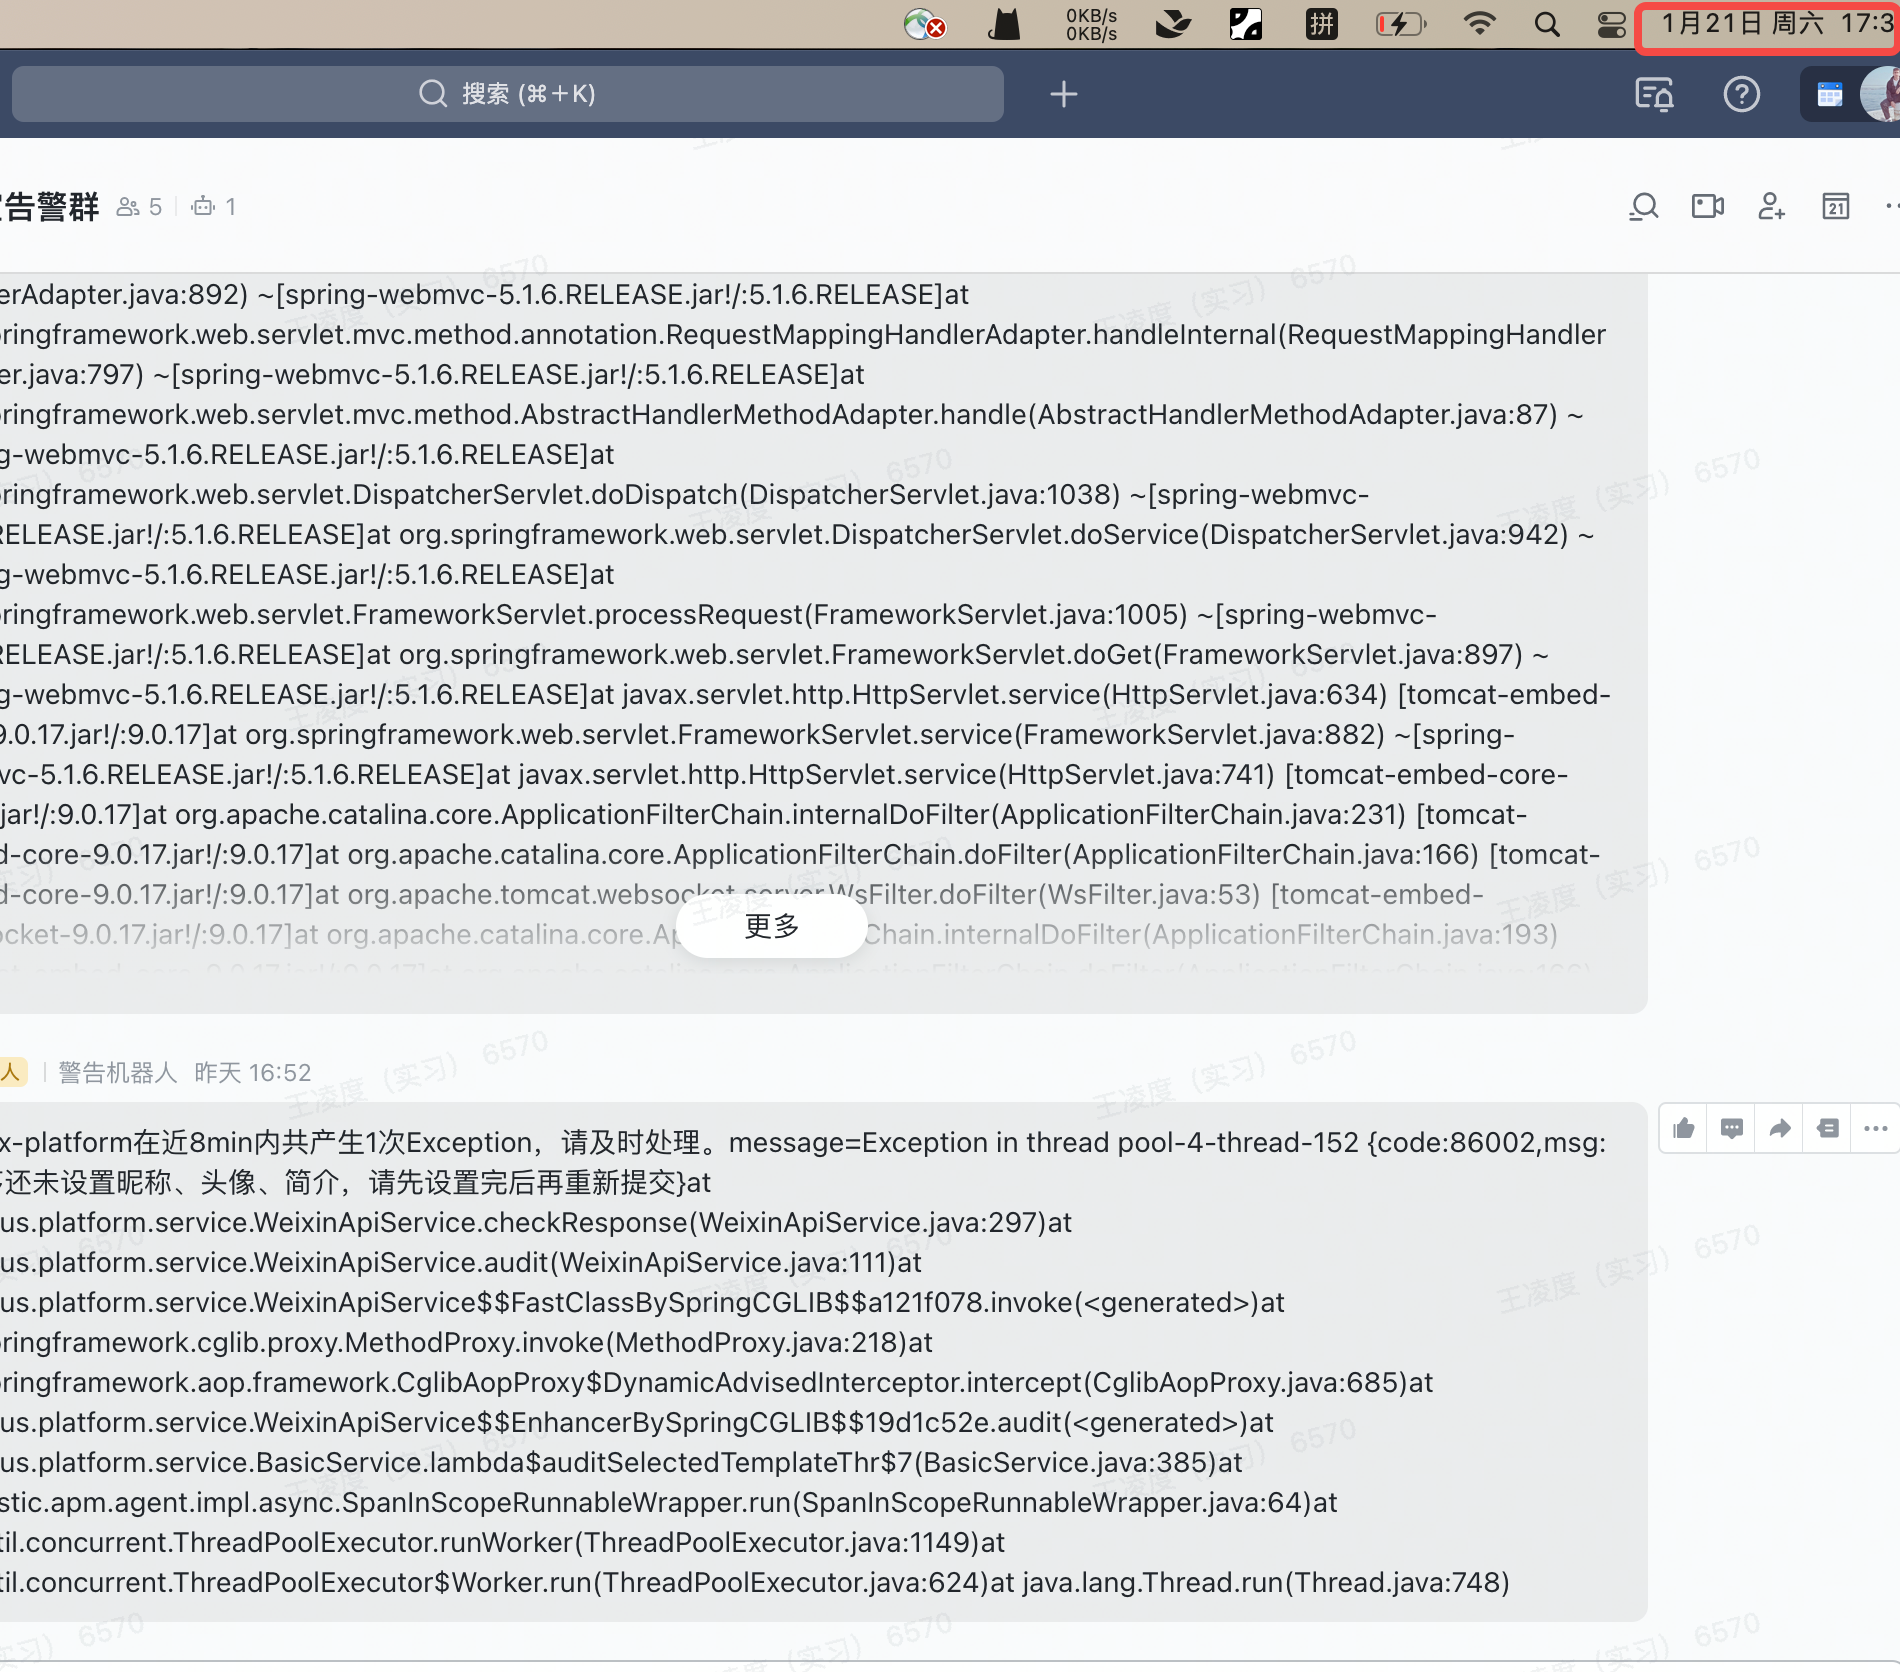 0KB/s
0KB/s
拼
1月21日 周六 17:3
搜索 (⌘+K)
告警群 5 1
21
erAdapter.java:892) ~[spring-webmvc-5.1.6.RELEASE.jar!/:5.1.6.RELEASE]at
ringframework.web.servlet.mvc.method.annotation.RequestMappingHandlerAdapter.handleInternal(RequestMappingHandler
er.java:797) ~[spring-webmvc-5.1.6.RELEASE.jar!/:5.1.6.RELEASE]at
ringframework.web.servlet.mvc.method.AbstractHandlerMethodAdapter.handle(AbstractHandlerMethodAdapter.java:87) ~
g-webmvc-5.1.6.RELEASE.jar!/:5.1.6.RELEASE]at
ringframework.web.servlet.DispatcherServlet.doDispatch(DispatcherServlet.java:1038) ~[spring-webmvc-
RELEASE.jar!/:5.1.6.RELEASE]at org.springframework.web.servlet.DispatcherServlet.doService(DispatcherServlet.java:942) ~
g-webmvc-5.1.6.RELEASE.jar!/:5.1.6.RELEASE]at
ringframework.web.servlet.FrameworkServlet.processRequest(FrameworkServlet.java:1005) ~[spring-webmvc-
RELEASE.jar!/:5.1.6.RELEASE]at org.springframework.web.servlet.FrameworkServlet.doGet(FrameworkServlet.java:897) ~
g-webmvc-5.1.6.RELEASE.jar!/:5.1.6.RELEASE]at javax.servlet.http.HttpServlet.service(HttpServlet.java:634) [tomcat-embed-
9.0.17.jar!/:9.0.17]at org.springframework.web.servlet.FrameworkServlet.service(FrameworkServlet.java:882) ~[spring-
vc-5.1.6.RELEASE.jar!/:5.1.6.RELEASE]at javax.servlet.http.HttpServlet.service(HttpServlet.java:741) [tomcat-embed-core-
jar!/:9.0.17]at org.apache.catalina.core.ApplicationFilterChain.internalDoFilter(ApplicationFilterChain.java:231) [tomcat-
d-core-9.0.17.jar!/:9.0.17]at org.apache.catalina.core.ApplicationFilterChain.doFilter(ApplicationFilterChain.java:166) [tomcat-
d-core-9.0.17.jar!/:9.0.17]at org.apache.tomcat.websocket.server.WsFilter.doFilter(WsFilter.java:53) [tomcat-embed-
ocket-9.0.17.jar!/:9.0.17]at org.apache.catalina.core.Ap Chain.internalDoFilter(ApplicationFilterChain.java:193)
更多
人 警告机器人 昨天 16:52
x-platform在近8min内共产生1次Exception，请及时处理。message=Exception in thread pool-4-thread-152 {code:86002,msg:
还未设置昵称、头像、简介，请先设置完后再重新提交}at
us.platform.service.WeixinApiService.checkResponse(WeixinApiService.java:297)at
us.platform.service.WeixinApiService.audit(WeixinApiService.java:111)at
us.platform.service.WeixinApiService$$FastClassBySpringCGLIB$$a121f078.invoke(<generated>)at
ringframework.cglib.proxy.MethodProxy.invoke(MethodProxy.java:218)at
ringframework.aop.framework.CglibAopProxy$DynamicAdvisedInterceptor.intercept(CglibAopProxy.java:685)at
us.platform.service.WeixinApiService$$EnhancerBySpringCGLIB$$19d1c52e.audit(<generated>)at
us.platform.service.BasicService.lambda$auditSelectedTemplateThr$7(BasicService.java:385)at
stic.apm.agent.impl.async.SpanInScopeRunnableWrapper.run(SpanInScopeRunnableWrapper.java:64)at
til.concurrent.ThreadPoolExecutor.runWorker(ThreadPoolExecutor.java:1149)at
til.concurrent.ThreadPoolExecutor$Worker.run(ThreadPoolExecutor.java:624)at java.lang.Thread.run(Thread.java:748)
王凌度（实习） 6570